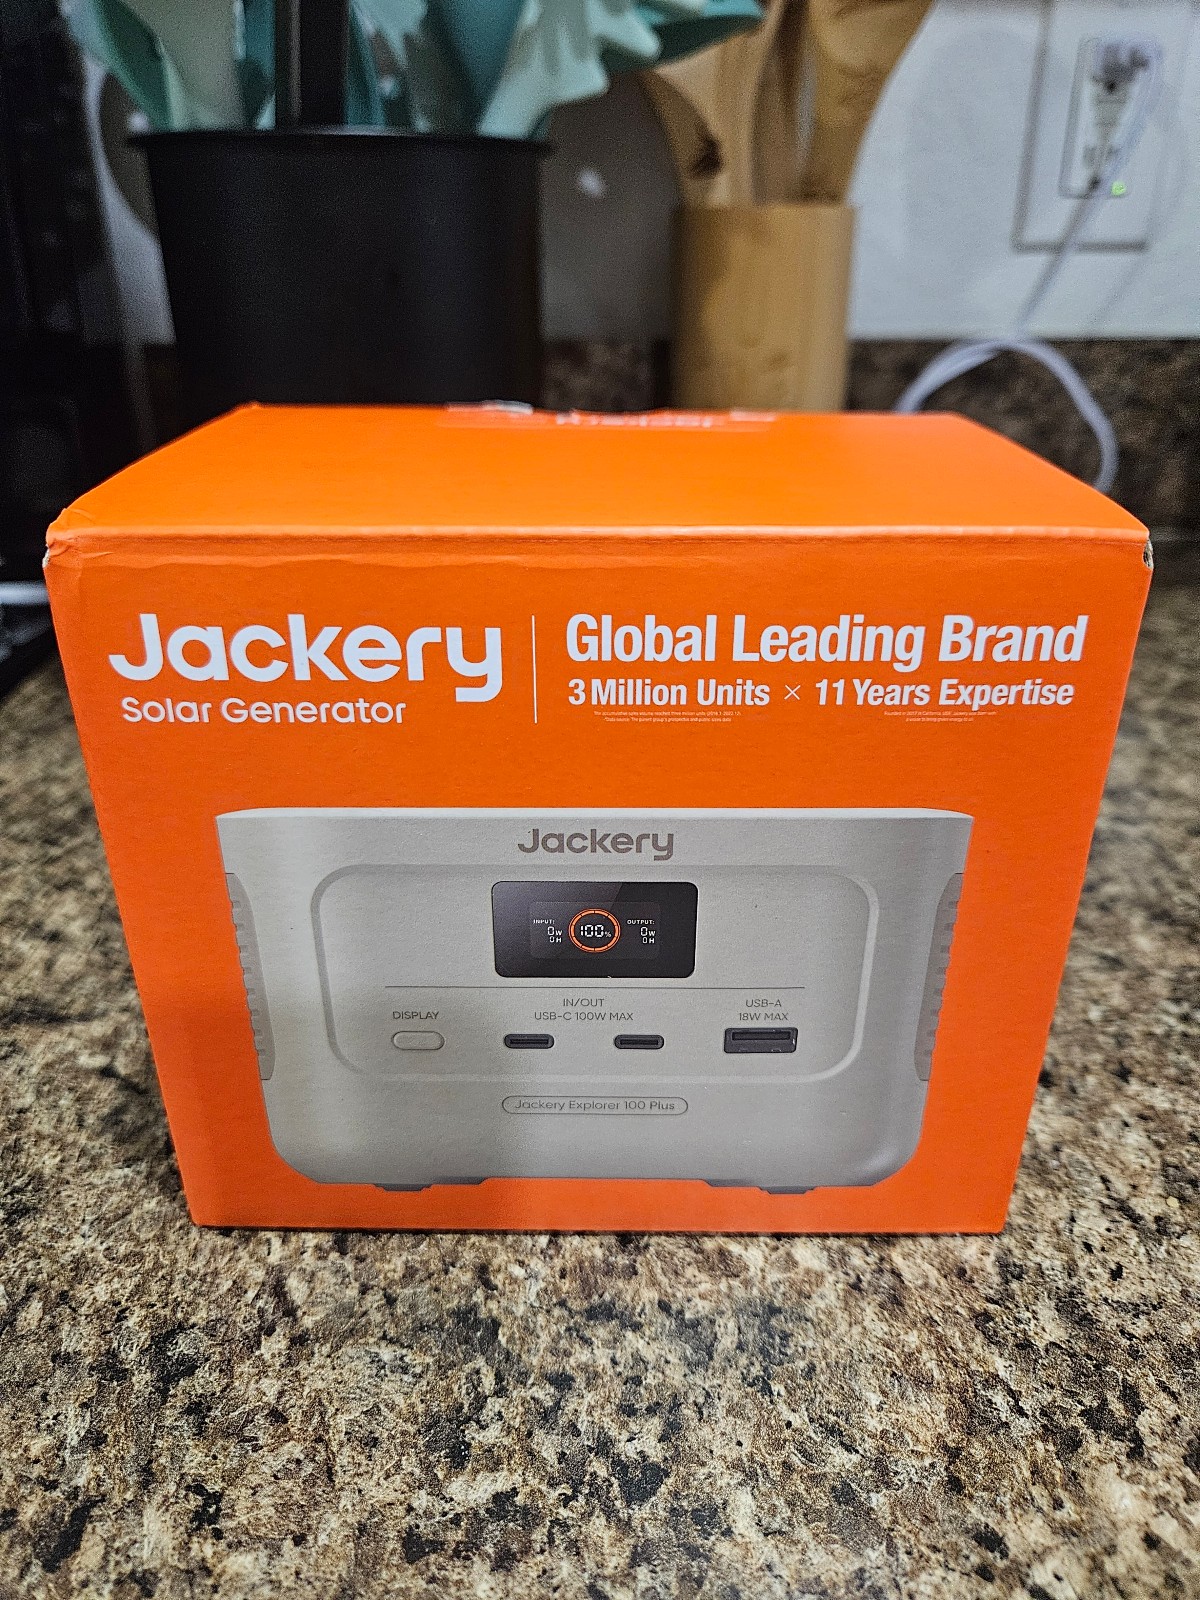 Jackery
Solar Generator
Global Leading Brand
3 Million Units × 11 Years Expertise
Jackery
INPUT:
0W
0H
100%
OUTPUT:
0W
0H
DISPLAY
IN/OUT
USB-C 100W MAX
USB-A
18W MAX
Jackery Explorer 100 Plus